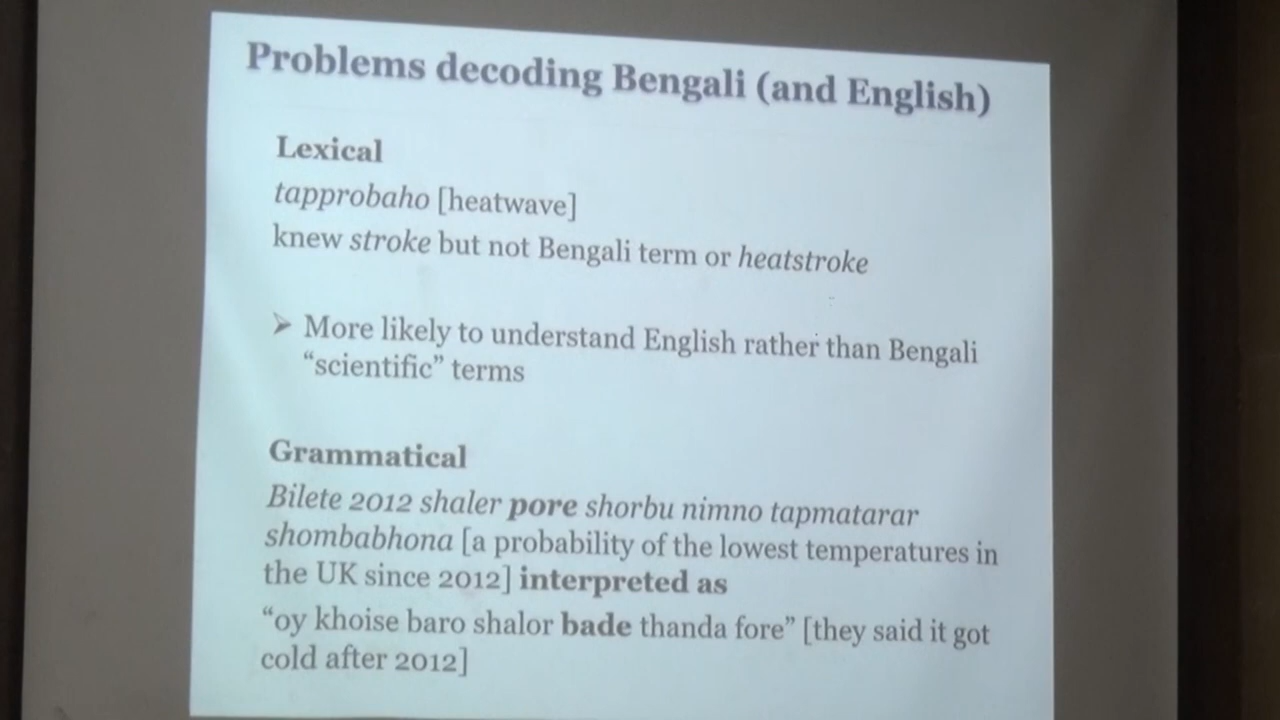 Problems decoding Bengali (and English)
Lexical
tapprobaho [heatwave]
knew stroke but not Bengali term or heatstroke
➤ More likely to understand English rather than Bengali
“scientific” terms
Grammatical
Bilete 2012 shaler pore shorbu nimno tapmatarar
shombabhona [a probability of the lowest temperatures in
the UK since 2012] interpreted as
“oy khoise baro shalor bade thanda fore” [they said it got
cold after 2012]